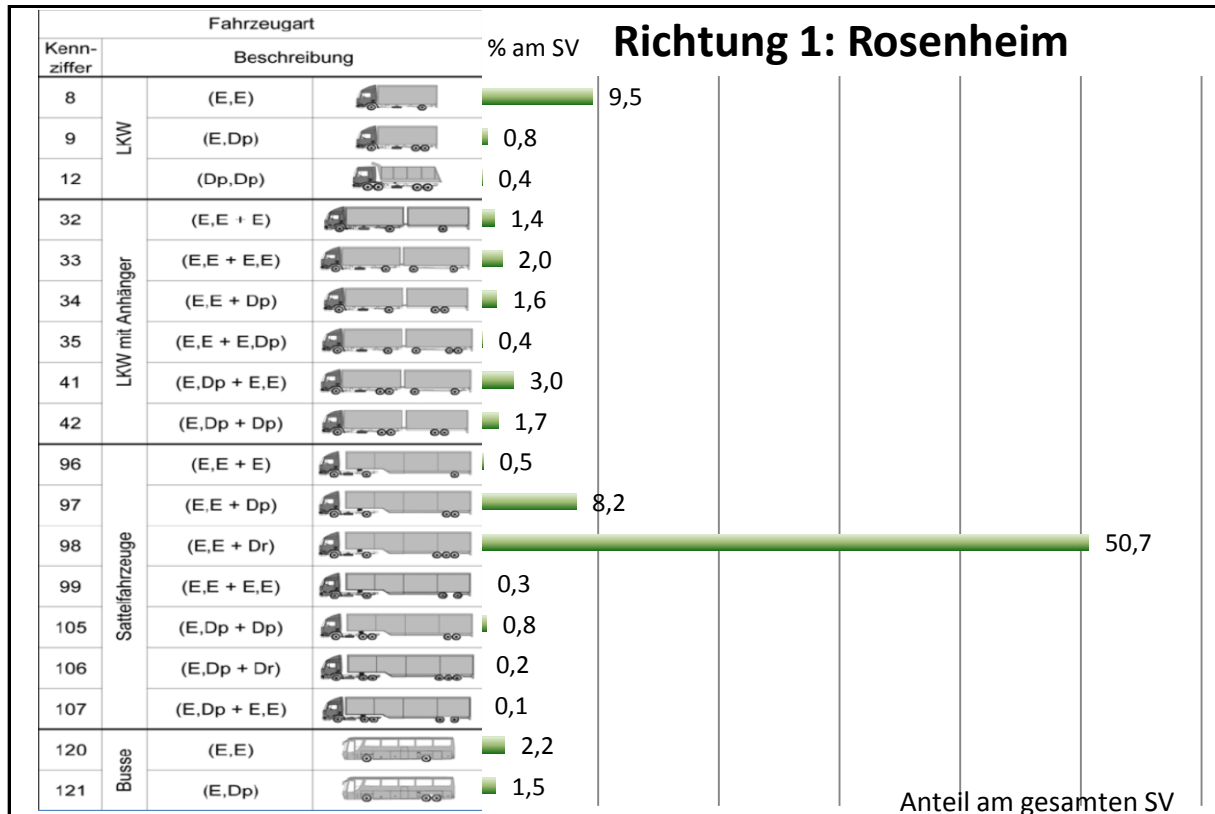 Richtung 1: Rosenheim
Fahrzeugart
Kenn-
ziffer
Beschreibung
% am SV
LKW
8 (E,E) 9,5
9 (E,Dp) 0,8
12 (Dp,Dp) 0,4
LKW mit Anhänger
32 (E,E + E) 1,4
33 (E,E + E,E) 2,0
34 (E,E + Dp) 1,6
35 (E,E + E,Dp) 0,4
41 (E,Dp + E,E) 3,0
42 (E,Dp + Dp) 1,7
Sattelfahrzeuge
96 (E,E + E) 0,5
97 (E,E + Dp) 8,2
98 (E,E + Dr) 50,7
99 (E,E + E,E) 0,3
105 (E,Dp + Dp) 0,8
106 (E,Dp + Dr) 0,2
107 (E,Dp + E,E) 0,1
Busse
120 (E,E) 2,2
121 (E,Dp) 1,5
Anteil am gesamten SV